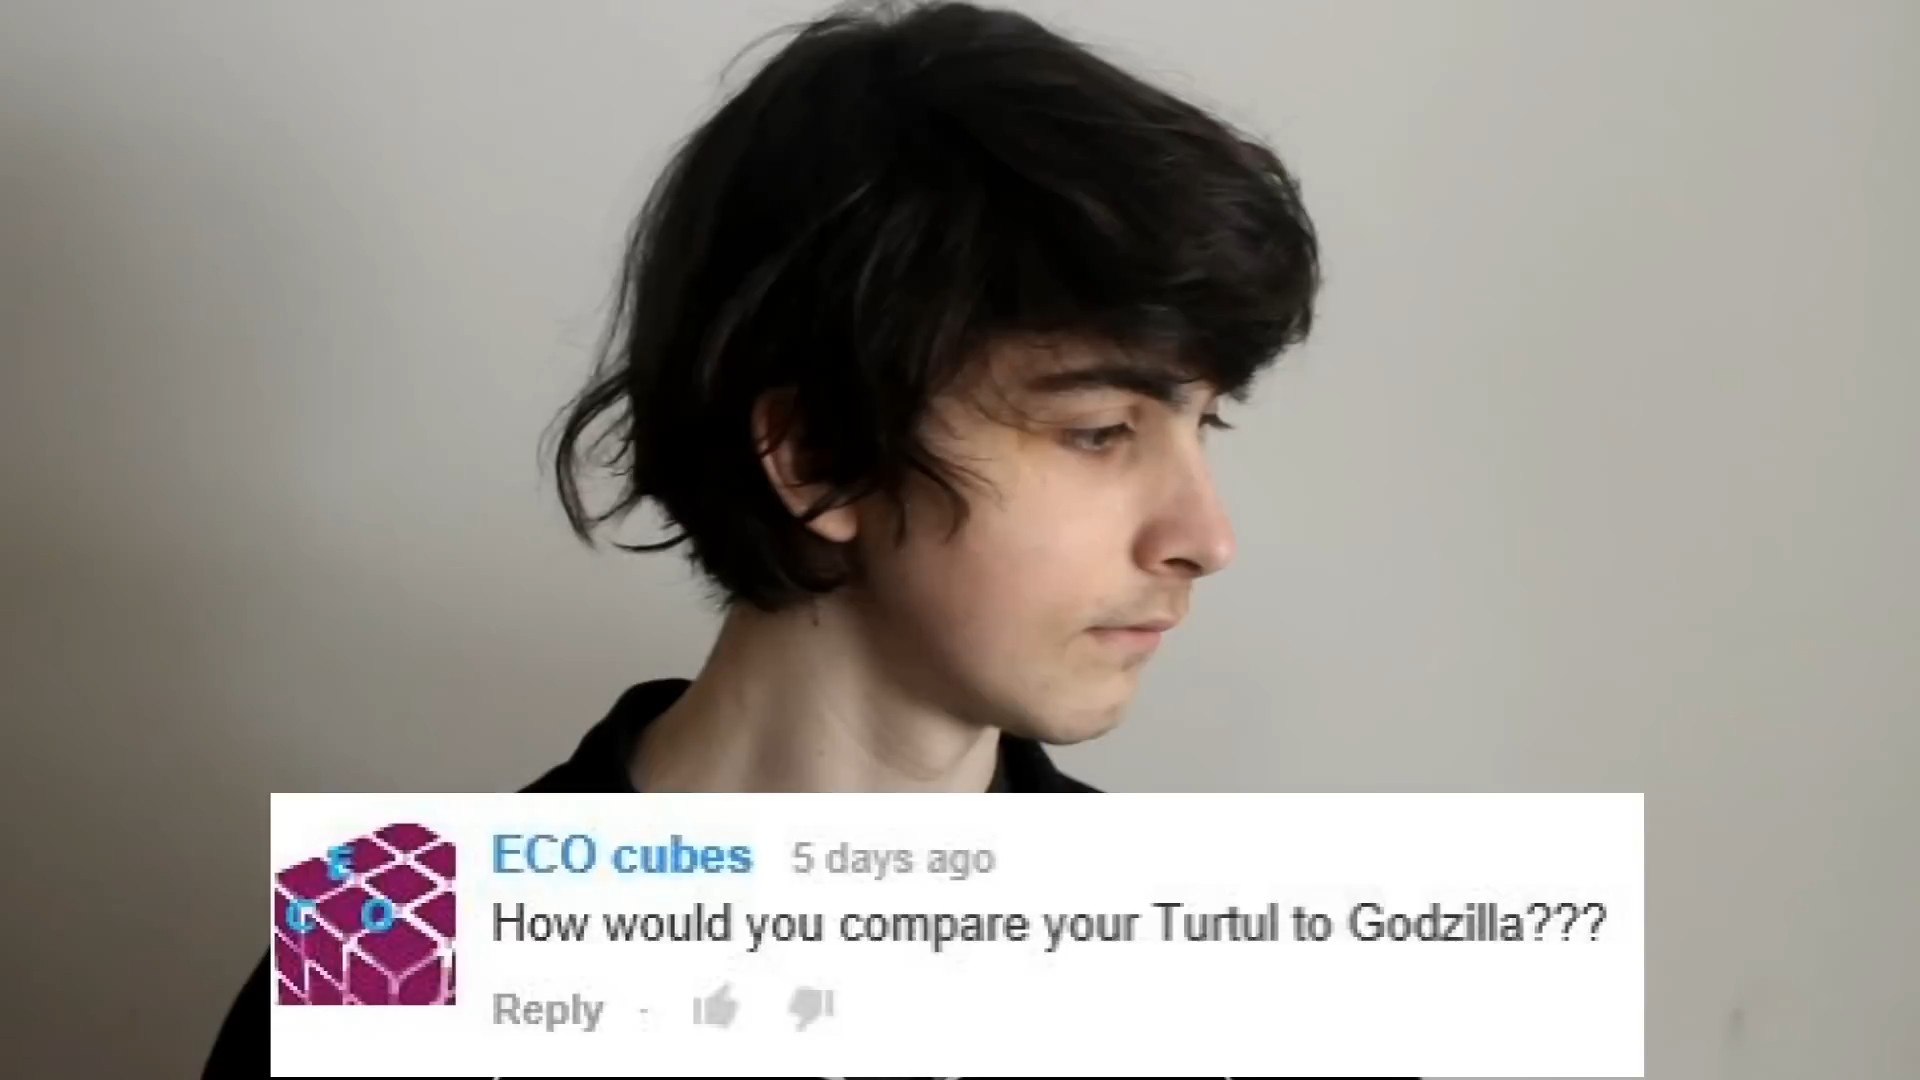 E
C O
ECO cubes 5 days ago
How would you compare your Turtul to Godzilla???
Reply ·